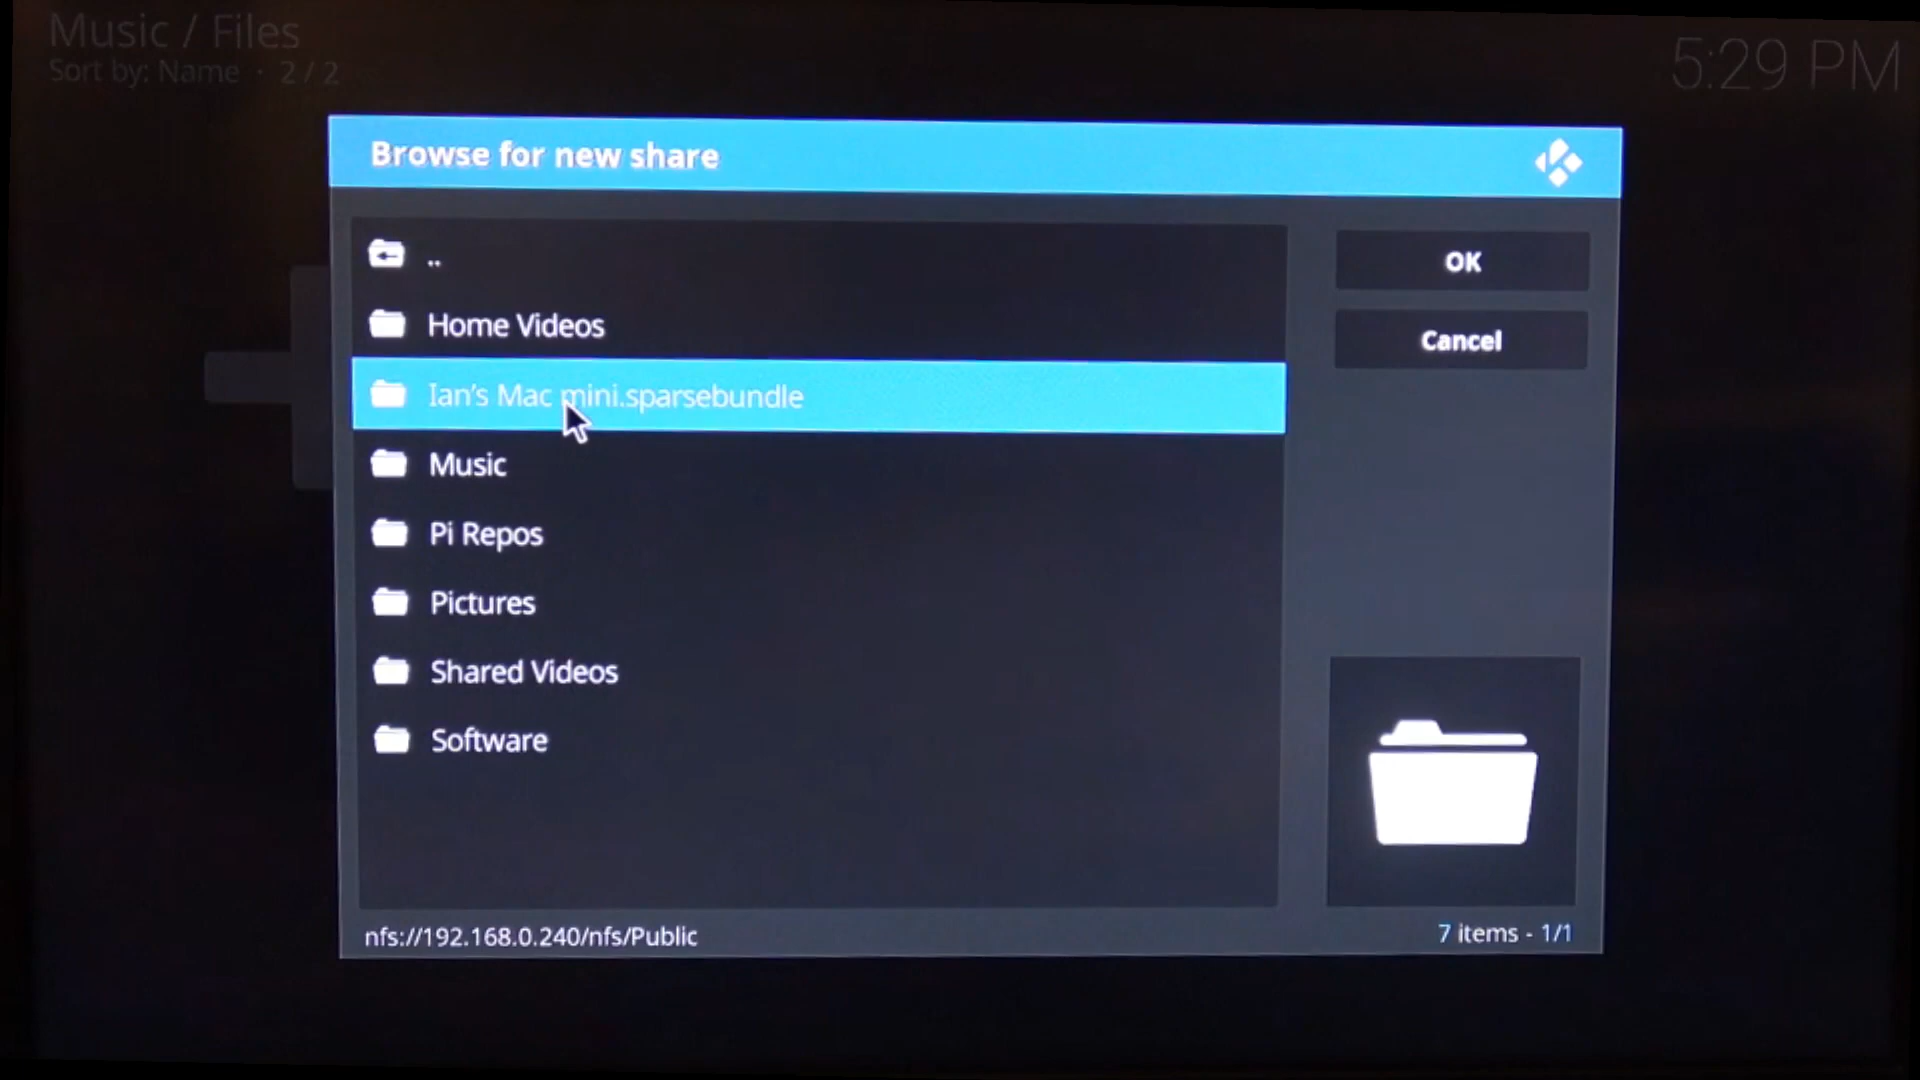 Music / Files
Sort by: Name · 2 / 2
5:29 PM
Browse for new share
..
Home Videos
Ian's Mac mini.sparsebundle
Music
Pi Repos
Pictures
Shared Videos
Software
OK
Cancel
nfs://192.168.0.240/nfs/Public
7 items - 1/1